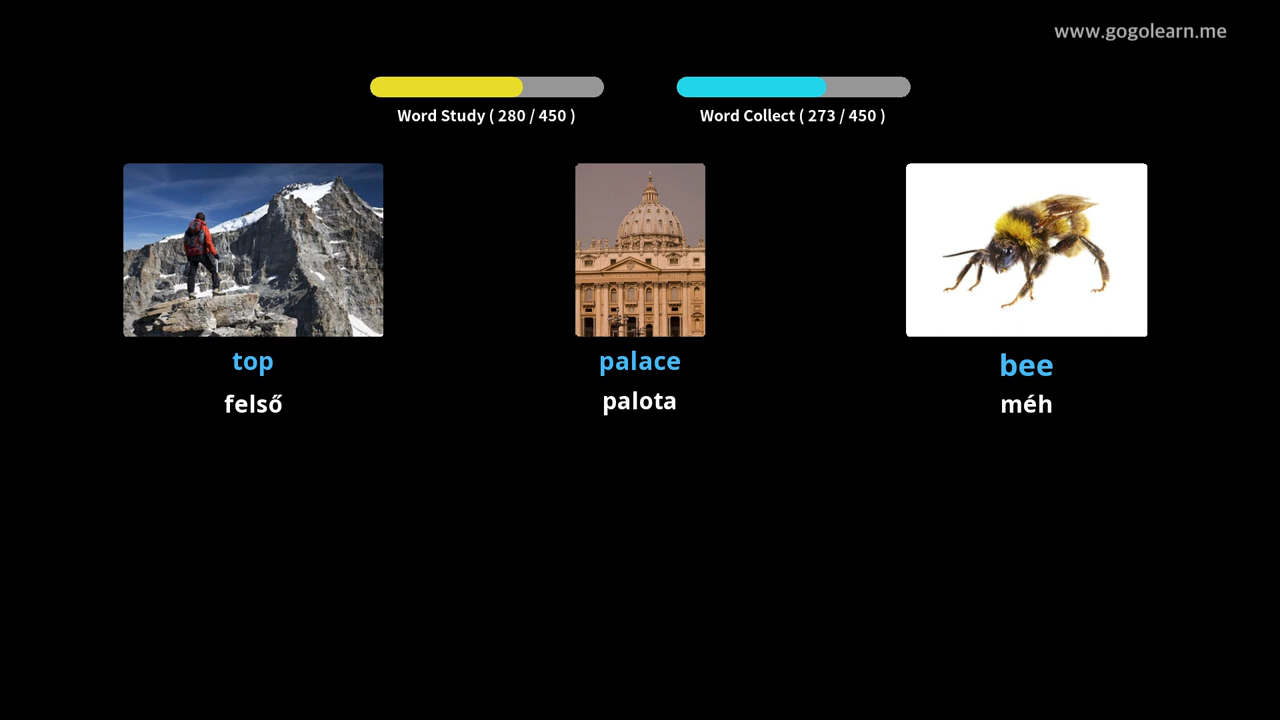 www.gogolearn.me
Word Study ( 280 / 450 )
Word Collect ( 273 / 450 )
top
palace
bee
felső
palota
méh